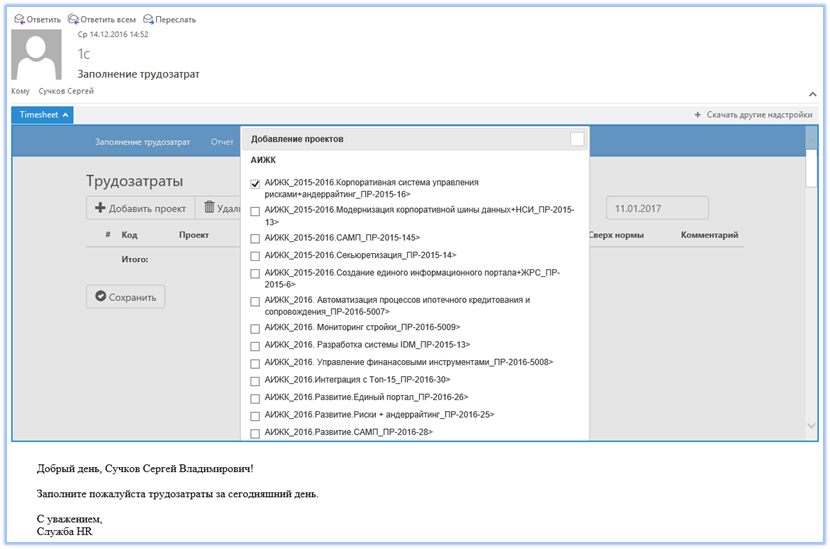 Ответить Ответить всем Переслать
Ср 14.12.2016 14:52
1c
Заполнение трудозатрат
Кому Сучков Сергей
Timesheet + Скачать другие надстройки
Заполнение трудозатрат Отчет
Добавление проектов
АИЖК
АИЖК_2015-2016.Корпоративная система управления
рисками+андеррайтинг_ПР-2015-16>
АИЖК_2015-2016.Модернизация корпоративной шины данных+НСИ_ПР-2015-
13>
АИЖК_2015-2016.САМП_ПР-2015-145>
АИЖК_2015-2016.Секьюретизация_ПР-2015-14>
АИЖК_2015-2016.Создание единого информационного портала+ЖРС_ПР-
2015-6>
АИЖК_2016. Автоматизация процессов ипотечного кредитования и
сопровождения_ПР-2016-5007>
АИЖК_2016. Мониторинг стройки_ПР-2016-5009>
АИЖК_2016. Разработка системы IDM_ПР-2015-13>
АИЖК_2016. Управление финанасовыми инструментами_ПР-2016-5008>
АИЖК_2016.Интеграция с Топ-15_ПР-2016-30>
АИЖК_2016.Развитие.Единый портал_ПР-2016-26>
АИЖК_2016.Развитие.Риски + андеррайтинг_ПР-2016-25>
АИЖК_2016.Развитие.САМП_ПР-2016-28>
Трудозатраты
Добавить проект Удали 11.01.2017
# Код Проект Сверх нормы Комментарий
Итого:
Сохранить
Добрый день, Сучков Сергей Владимирович!
Заполните пожалуйста трудозатраты за сегодняшний день.
С уважением,
Служба HR